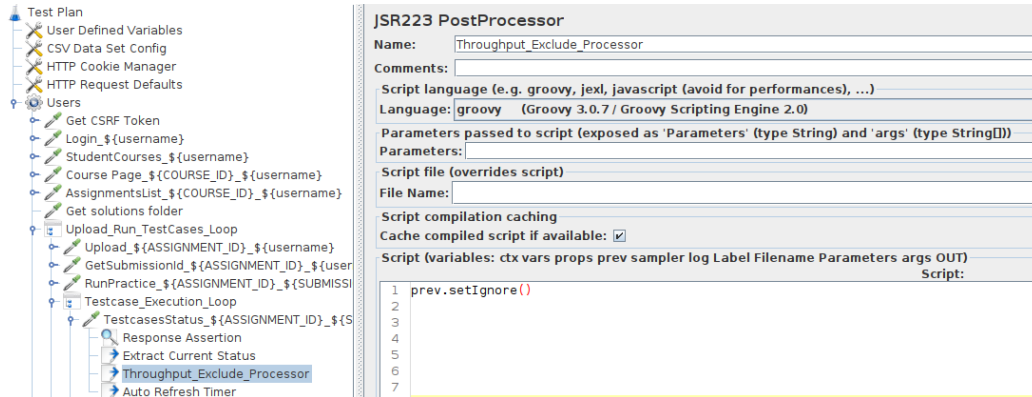 Test Plan
User Defined Variables
CSV Data Set Config
HTTP Cookie Manager
HTTP Request Defaults
Users
Get CSRF Token
Login_${username}
StudentCourses_${username}
Course Page_${COURSE_ID}_${username}
AssignmentsList_${COURSE_ID}_${username}
Get solutions folder
Upload_Run_TestCases_Loop
Upload_${ASSIGNMENT_ID}_${username}
GetSubmissionId_${ASSIGNMENT_ID}_${user
RunPractice_${ASSIGNMENT_ID}_${SUBMISSI
Testcase_Execution_Loop
TestcasesStatus_${ASSIGNMENT_ID}_${S
Response Assertion
Extract Current Status
Throughput_Exclude_Processor
Auto Refresh Timer
JSR223 PostProcessor
Name: Throughput_Exclude_Processor
Comments:
Script language (e.g. groovy, jexl, javascript (avoid for performances), ...)
Language: groovy (Groovy 3.0.7 / Groovy Scripting Engine 2.0)
Parameters passed to script (exposed as 'Parameters' (type String) and 'args' (type String[]))
Parameters:
Script file (overrides script)
File Name:
Script compilation caching
Cache compiled script if available:
Script (variables: ctx vars props prev sampler log Label Filename Parameters args OUT)
Script:
1 prev.setIgnore()
2
3
4
5
6
7